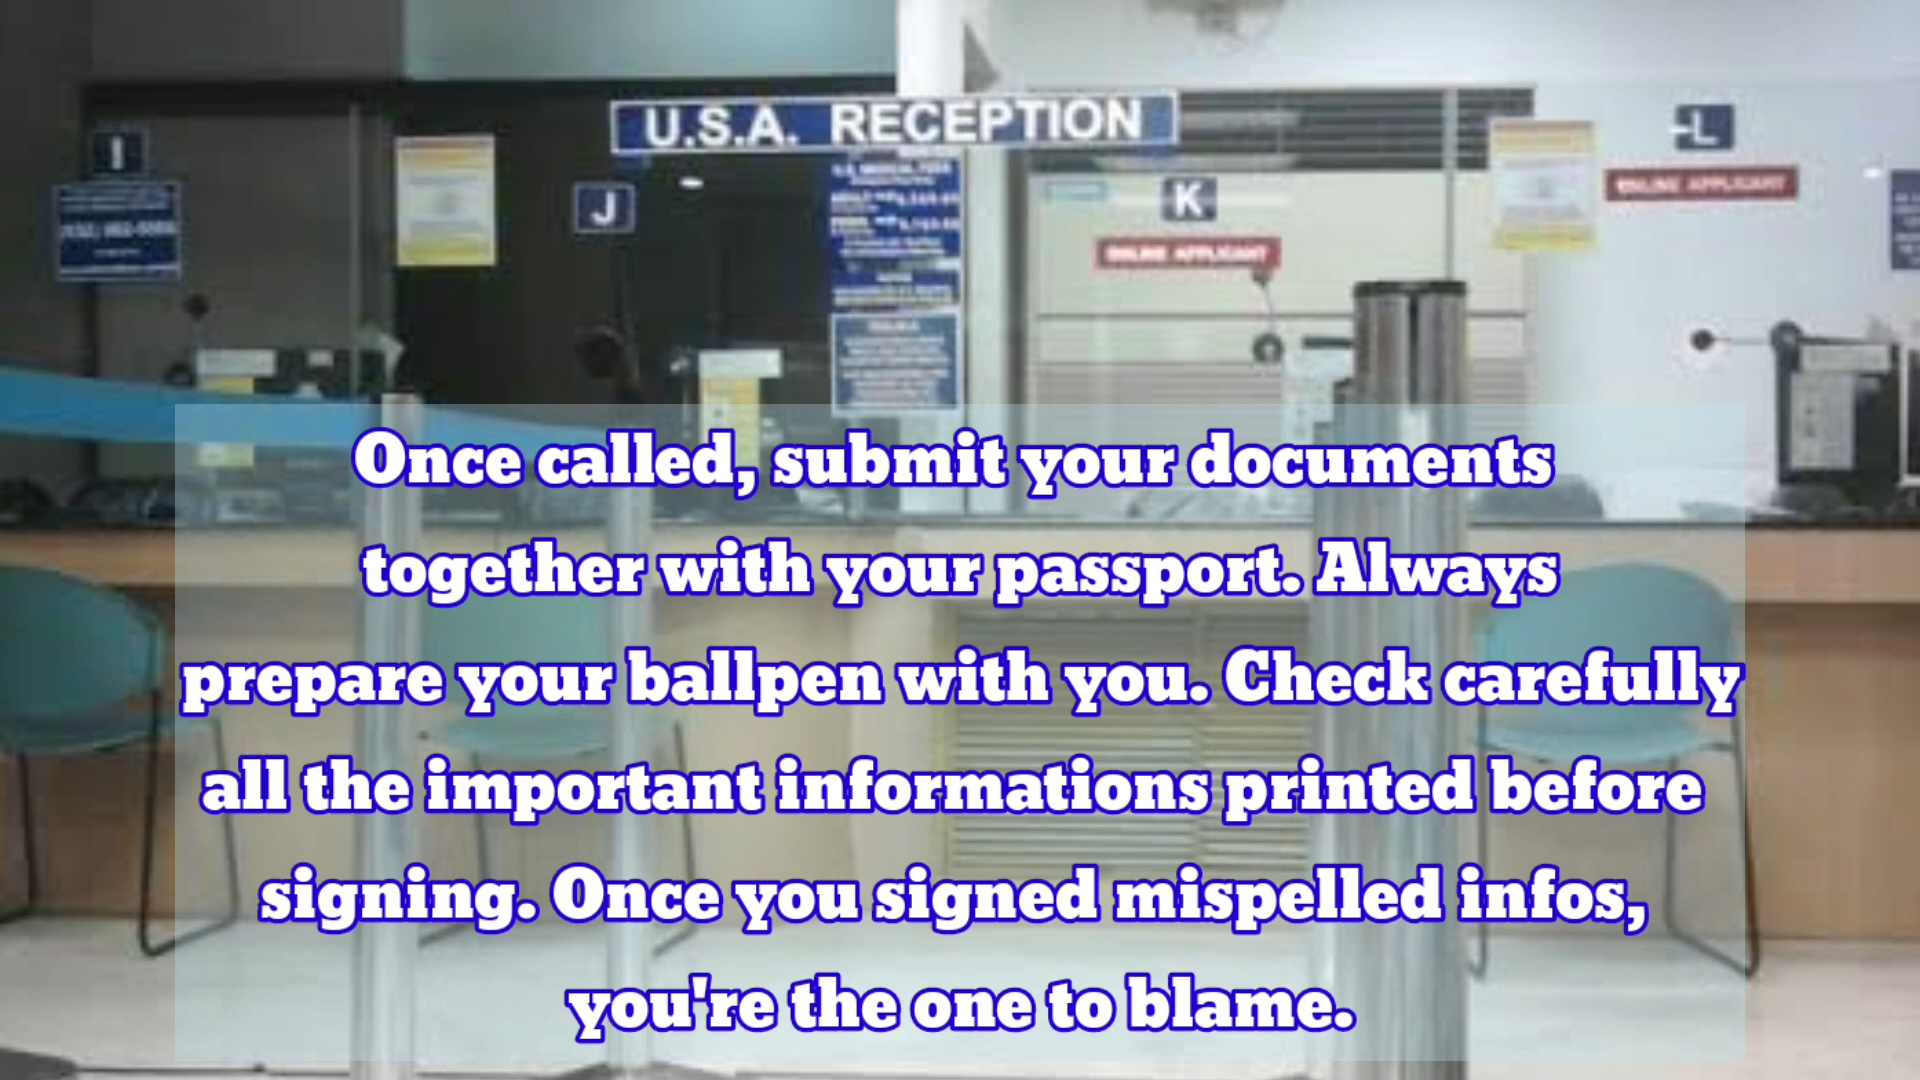 U.S.A. RECEPTION
I
J
K
L
ONLINE APPLICANT
ONLINE APPLICANT
Once called, submit your documents
together with your passport. Always
prepare your ballpen with you. Check carefully
all the important informations printed before
signing. Once you signed mispelled infos,
you're the one to blame.